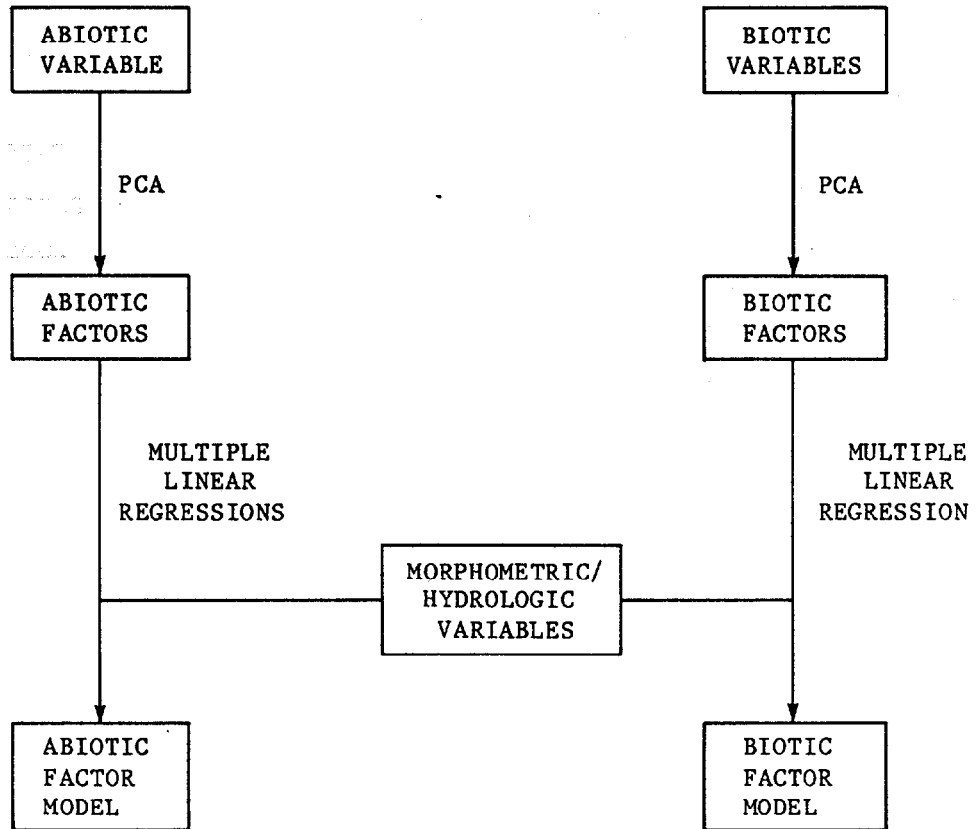 ABIOTIC
VARIABLE
BIOTIC
VARIABLES
PCA
PCA
ABIOTIC
FACTORS
BIOTIC
FACTORS
MULTIPLE
LINEAR
REGRESSIONS
MULTIPLE
LINEAR
REGRESSION
MORPHOMETRIC/
HYDROLOGIC
VARIABLES
ABIOTIC
FACTOR
MODEL
BIOTIC
FACTOR
MODEL